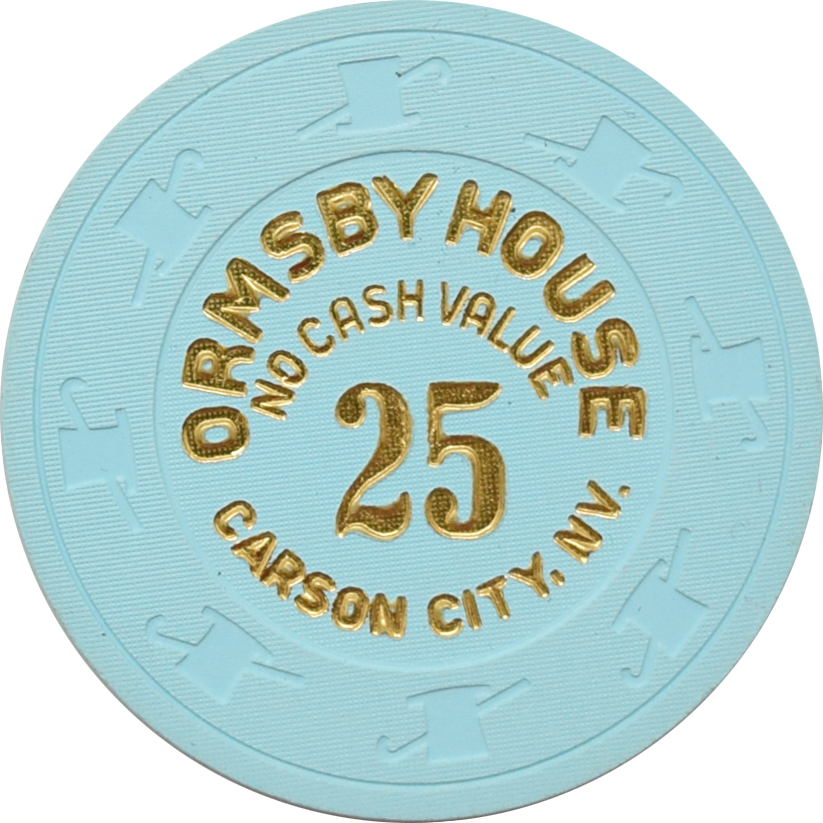 ORMSBY HOUSE
NO CASH VALUE
25
CARSON CITY, NV.